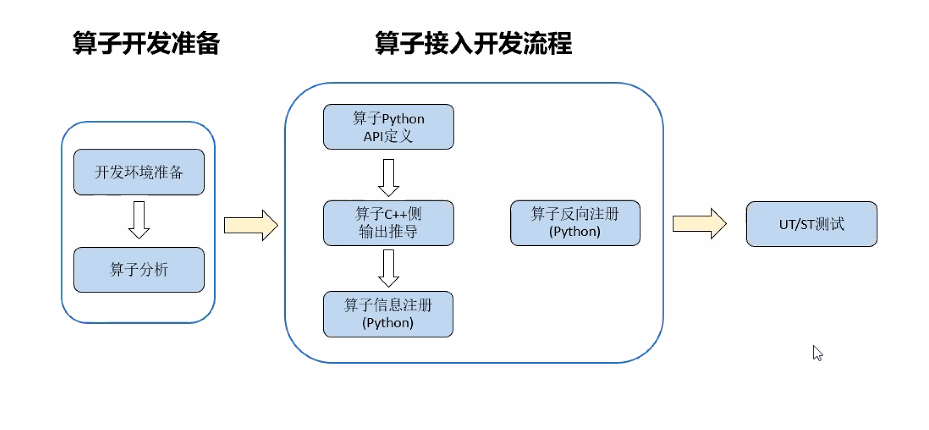 算子开发准备
算子接入开发流程
开发环境准备
算子分析
算子Python
API定义
算子C++侧
输出推导
算子信息注册
(Python)
算子反向注册
(Python)
UT/ST测试